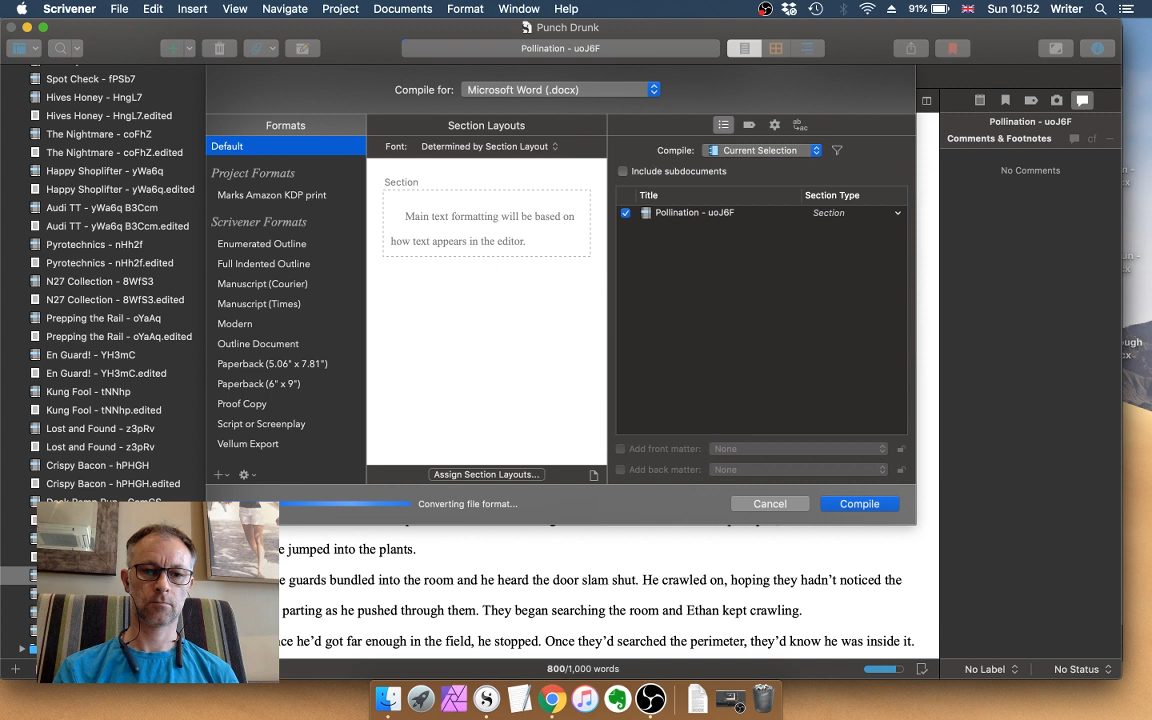 Scrivener File Edit Insert View Navigate Project Documents Format Window Help 91% Sun 10:52 Writer
Punch Drunk
Pollination - uoJ6F
Spot Check - fPSb7
Hives Honey - HngL7
Hives Honey - HngL7.edited
The Nightmare - coFhZ
The Nightmare - coFhZ.edited
Happy Shoplifter - yWa6q
Happy Shoplifter - yWa6q.edited
Audi TT - yWa6q B3Ccm
Audi TT - yWa6q B3Ccm.edited
Pyrotechnics - nHh2f
Pyrotechnics - nHh2f.edited
N27 Collection - 8WfS3
N27 Collection - 8WfS3.edited
Prepping the Rail - oYaAq
Prepping the Rail - oYaAq.edited
En Guard! - YH3mC
En Guard! - YH3mC.edited
Kung Fool - tNNhp
Kung Fool - tNNhp.edited
Lost and Found - z3pRv
Lost and Found - z3pRv.edited
Crispy Bacon - hPHGH
Crispy Bacon - hPHGH.edited
Compile for: Microsoft Word (.docx)
Formats
Default
Project Formats
Marks Amazon KDP print
Scrivener Formats
Enumerated Outline
Full Indented Outline
Manuscript (Courier)
Manuscript (Times)
Modern
Outline Document
Paperback (5.06" x 7.81")
Paperback (6" x 9")
Proof Copy
Script or Screenplay
Vellum Export
Section Layouts
Font: Determined by Section Layout
Section
Main text formatting will be based on
how text appears in the editor.
Assign Section Layouts...
ab
ac
Compile: Current Selection
Include subdocuments
Title Section Type
Pollination - uoJ6F Section
Add front matter: None
Add back matter: None
Converting file format... Cancel Compile
Pollination - uoJ6F
Comments & Footnotes cf
No Comments
ough
cx
e jumped into the plants.
e guards bundled into the room and he heard the door slam shut. He crawled on, hoping they hadn't noticed the
parting as he pushed through them. They began searching the room and Ethan kept crawling.
ce he'd got far enough in the field, he stopped. Once they'd searched the perimeter, they'd know he was inside it.
800/1,000 words
No Label No Status